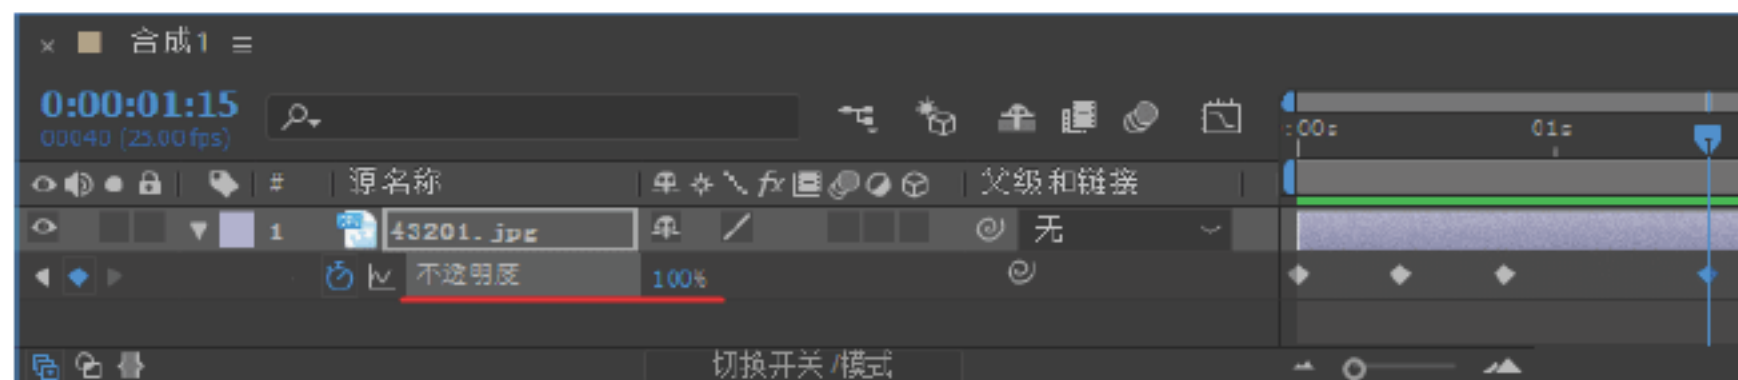 合成1
0:00:01:15
00040 (25.00 fps)
:00s 01s
# 源名称 fx 父级和链接
1 43201.jpg 无
不透明度 100%
切换开关/模式